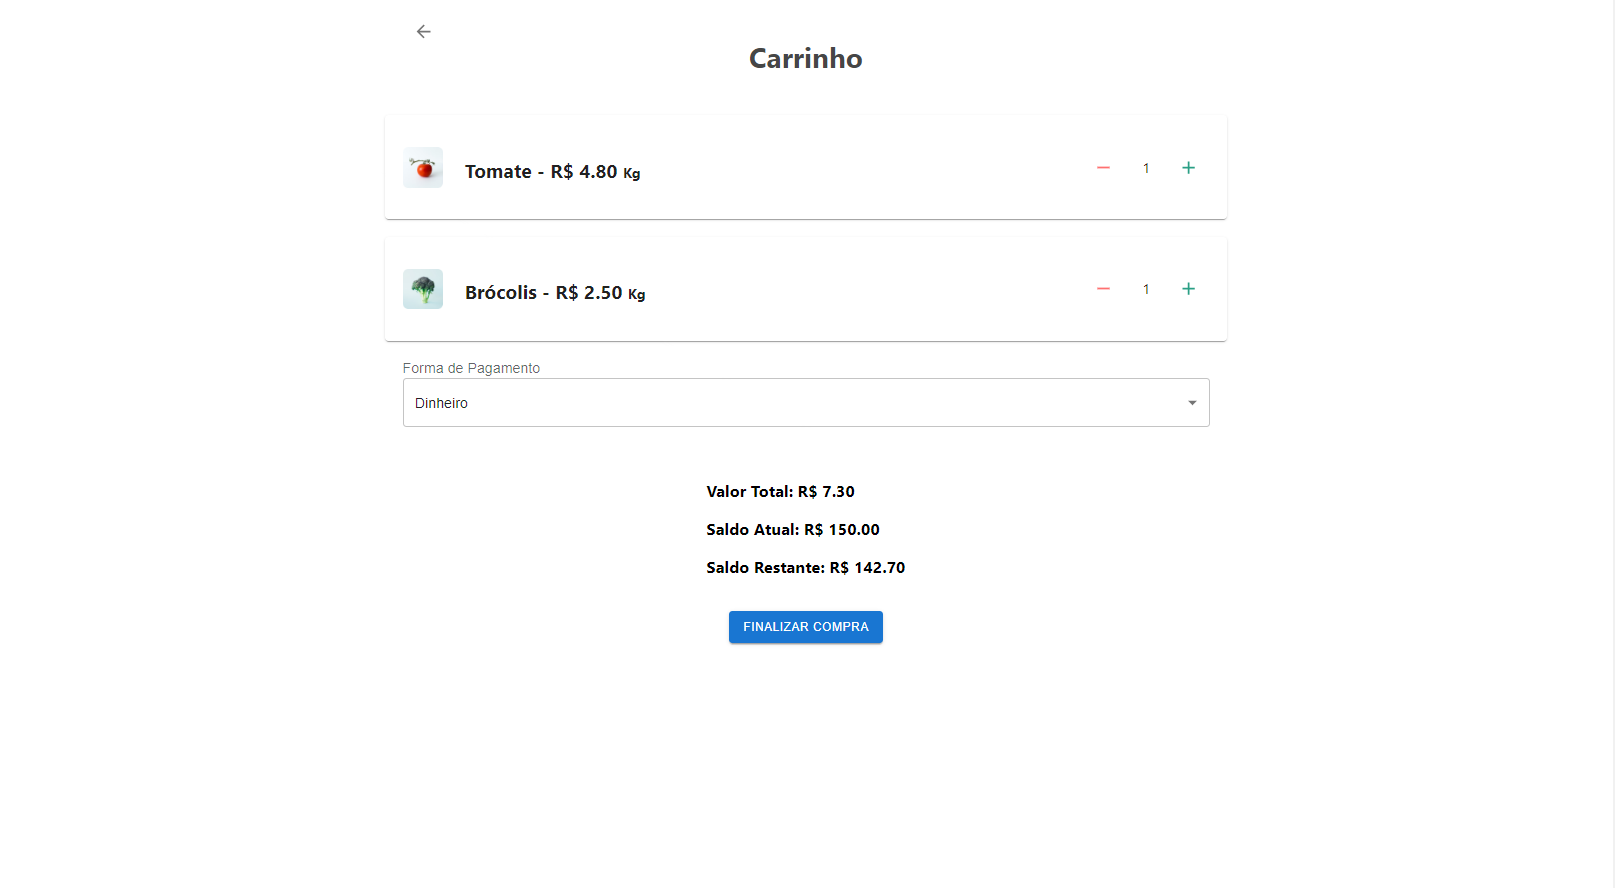 Carrinho
Tomate - R$ 4.80 Kg
1
Brócolis - R$ 2.50 Kg
1
Forma de Pagamento
Dinheiro
Valor Total: R$ 7.30
Saldo Atual: R$ 150.00
Saldo Restante: R$ 142.70
FINALIZAR COMPRA